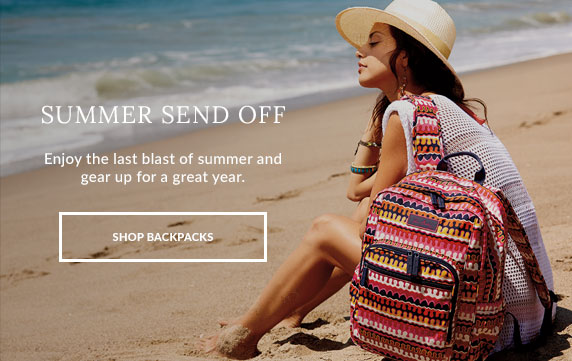 SUMMER SEND OFF
Enjoy the last blast of summer and
gear up for a great year.
SHOP BACKPACKS